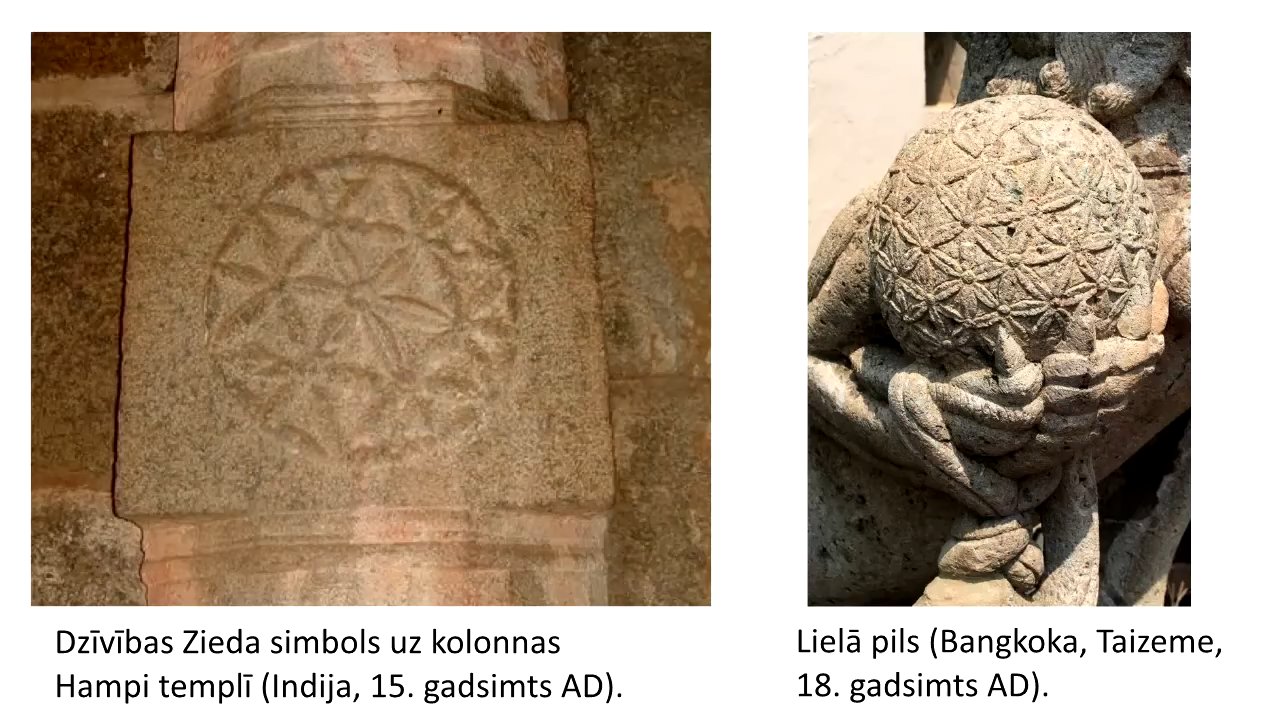 Dzīvības Zieda simbols uz kolonnas
Hampi templī (Indija, 15. gadsimts AD).
Lielā pils (Bangkoka, Taizeme,
18. gadsimts AD).